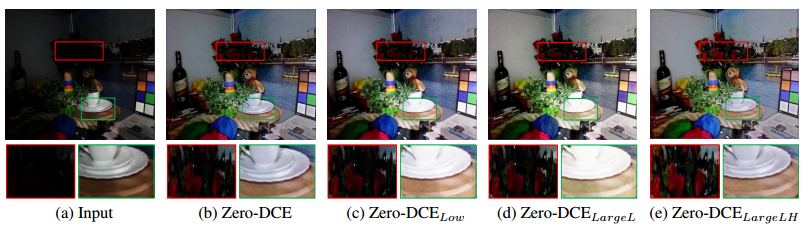 (a) Input
(b) Zero-DCE
(c) Zero-DCE_Low
(d) Zero-DCE_LargeL
(e) Zero-DCE_LargeLH